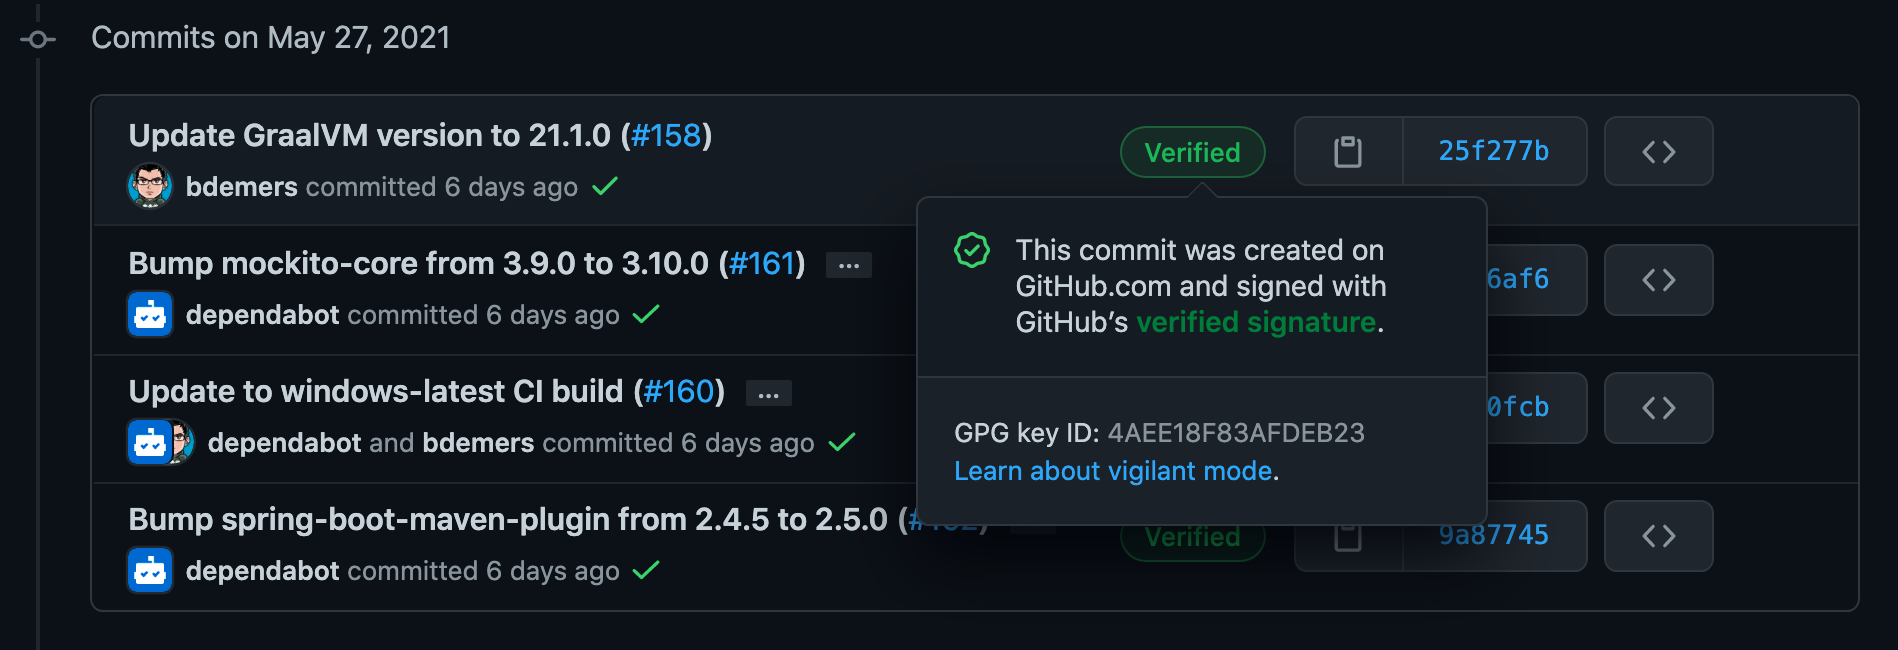 Commits on May 27, 2021
Update GraalVM version to 21.1.0 (#158)
Verified
25f277b
bdemers committed 6 days ago
This commit was created on
GitHub.com and signed with
GitHub’s verified signature.
GPG key ID: 4AEE18F83AFDEB23
Learn about vigilant mode.
Bump mockito-core from 3.9.0 to 3.10.0 (#161) ...
6af6
dependabot committed 6 days ago
Update to windows-latest CI build (#160) ...
0fcb
dependabot and bdemers committed 6 days ago
Bump spring-boot-maven-plugin from 2.4.5 to 2.5.0
Verified
9a87745
dependabot committed 6 days ago